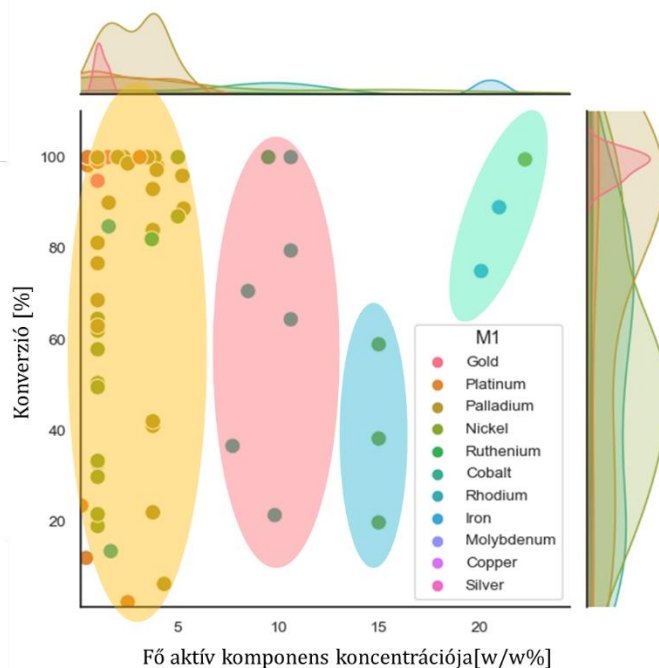 100
80
60
40
20
Konverzió [%]
M1
Gold
Platinum
Palladium
Nickel
Ruthenium
Cobalt
Rhodium
Iron
Molybdenum
Copper
Silver
5 10 15 20
Fő aktív komponens koncentrációja[w/w%]